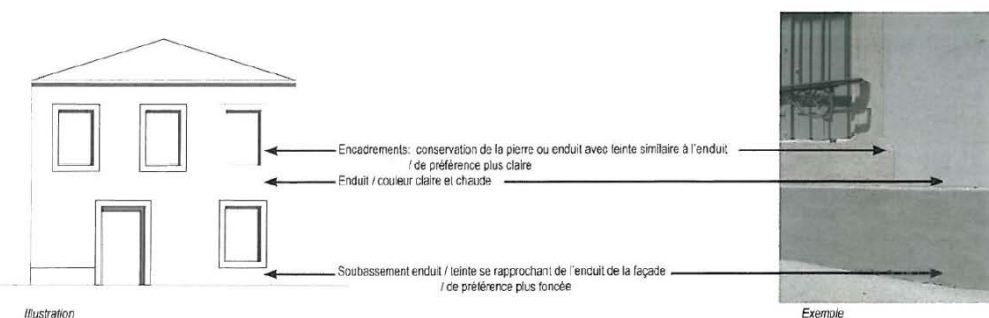 Encadrements: conservation de la pierre ou enduit avec teinte similaire à l'enduit
/ de préférence plus claire
Enduit / couleur claire et chaude
Soubassement enduit / teinte se rapprochant de l'enduit de la façade
/ de préférence plus foncée
Illustration
Exemple